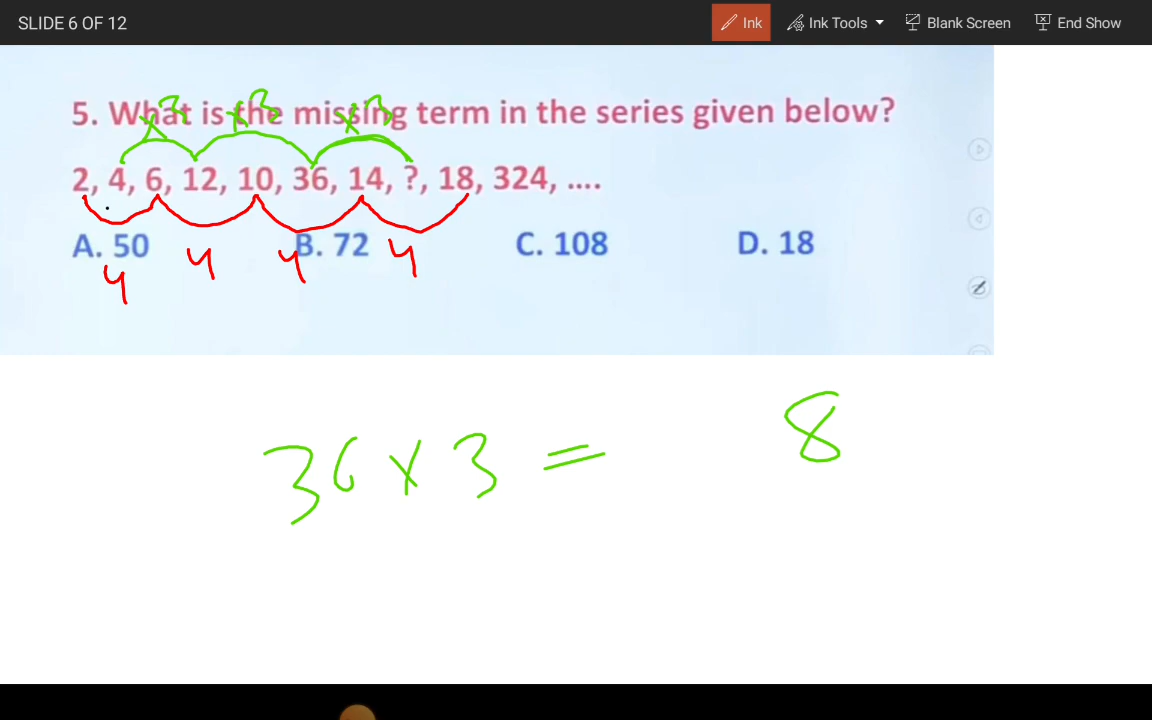 SLIDE 6 OF 12 Ink Ink Tools Blank Screen End Show
5. What is the missing term in the series given below?
x3 x3 x3
2, 4, 6, 12, 10, 36, 14, ?, 18, 324, ....
A. 50 B. 72 C. 108 D. 18
4 4 4 4
36 x 3 = 8